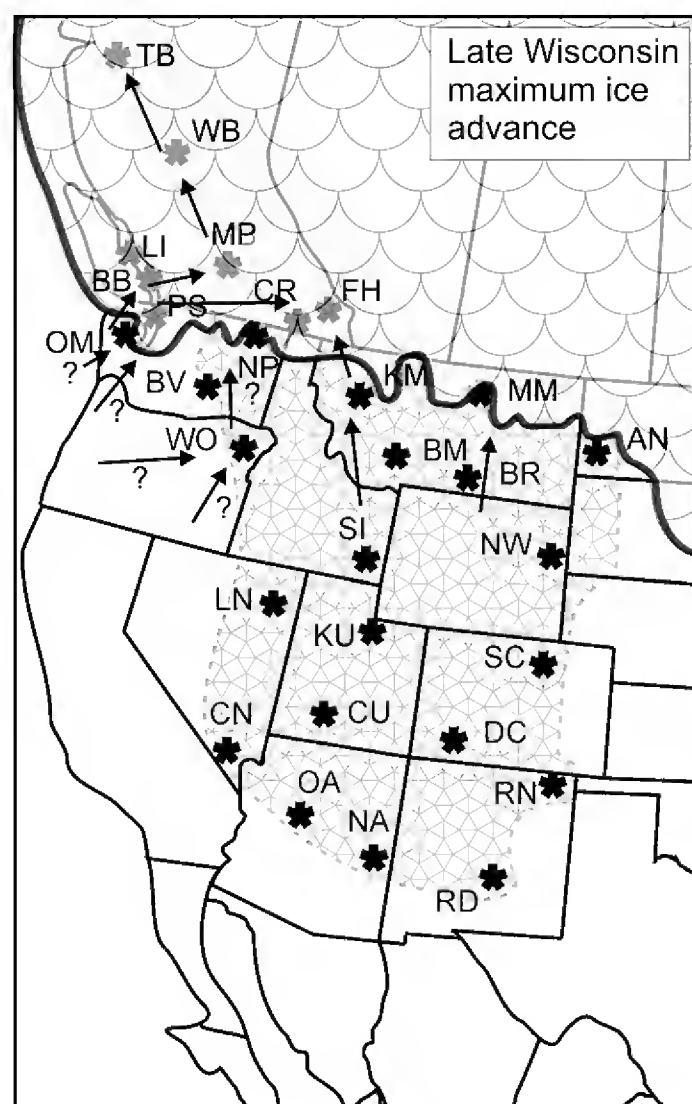 TB
Late Wisconsin
maximum ice
advance
WB
MP
LI
BB
PS
CR
FH
OM
?
BV
NP
?
KM
MM
?
WO
BM
BR
AN
?
?
SI
NW
LN
KU
SC
CN
CU
DC
OA
RN
NA
RD